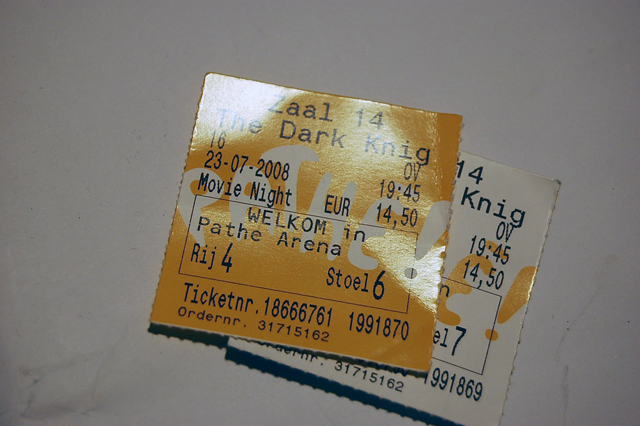 Zaal 14
The Dark Knig
16 OV
23-07-2008 19:45
Movie Night EUR 14,50
WELKOM in
Pathe Arena
Rij 4 Stoel 6
Ticketnr. 18666761 1991870
Ordernr. 31715162
14
Knig
OV
19:45
14,50
n
el 7
1991869
dernr. 31715162